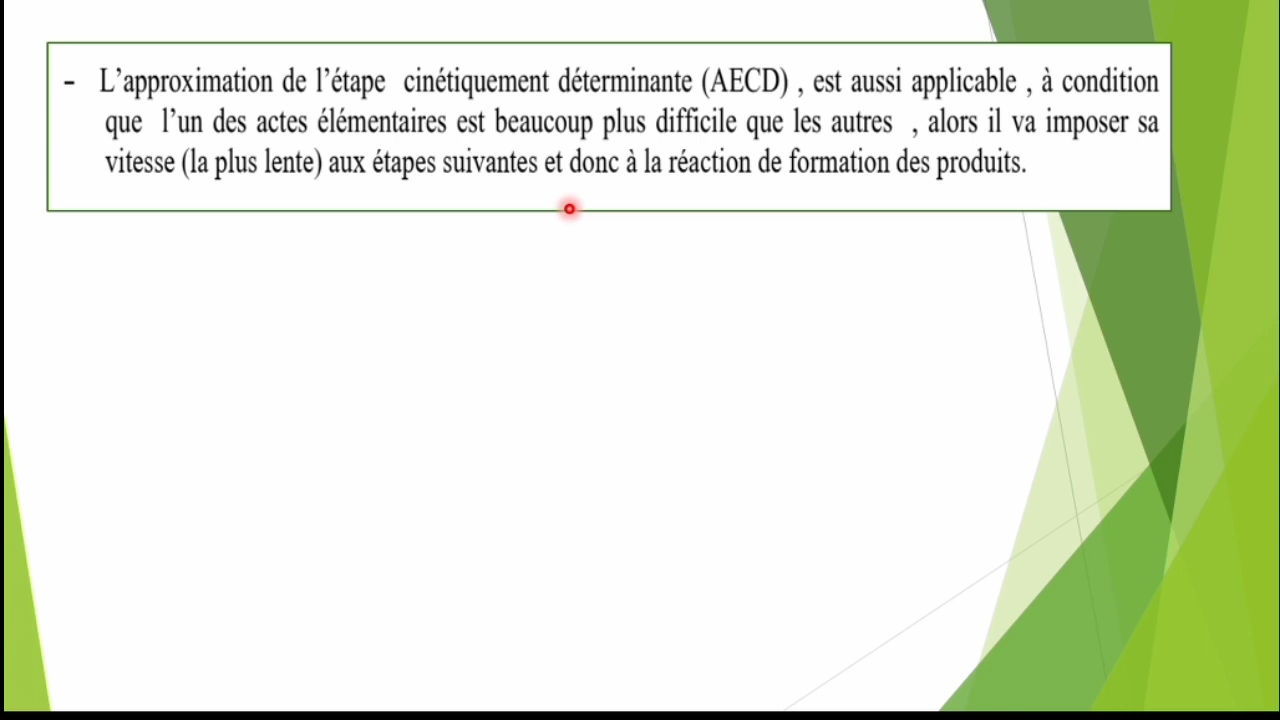 - L’approximation de l’étape cinétiquement déterminante (AECD) , est aussi applicable , à condition
que l’un des actes élémentaires est beaucoup plus difficile que les autres , alors il va imposer sa
vitesse (la plus lente) aux étapes suivantes et donc à la réaction de formation des produits.